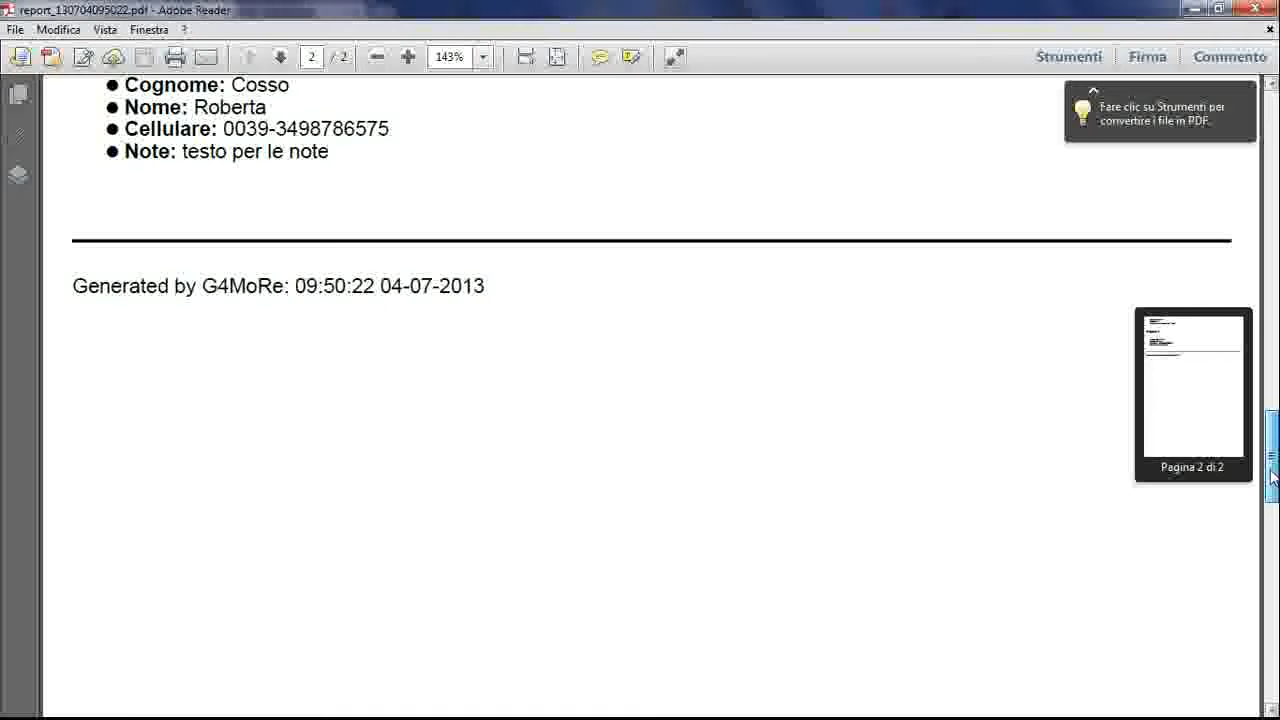 report_130704095022.pdf - Adobe Reader
File Modifica Vista Finestra ?
2 / 2 143% Strumenti Firma Commento
● Cognome: Cosso
● Nome: Roberta
● Cellulare: 0039-3498786575
● Note: testo per le note
Fare clic su Strumenti per
convertire i file in PDF.
Generated by G4MoRe: 09:50:22 04-07-2013
Pagina 2 di 2